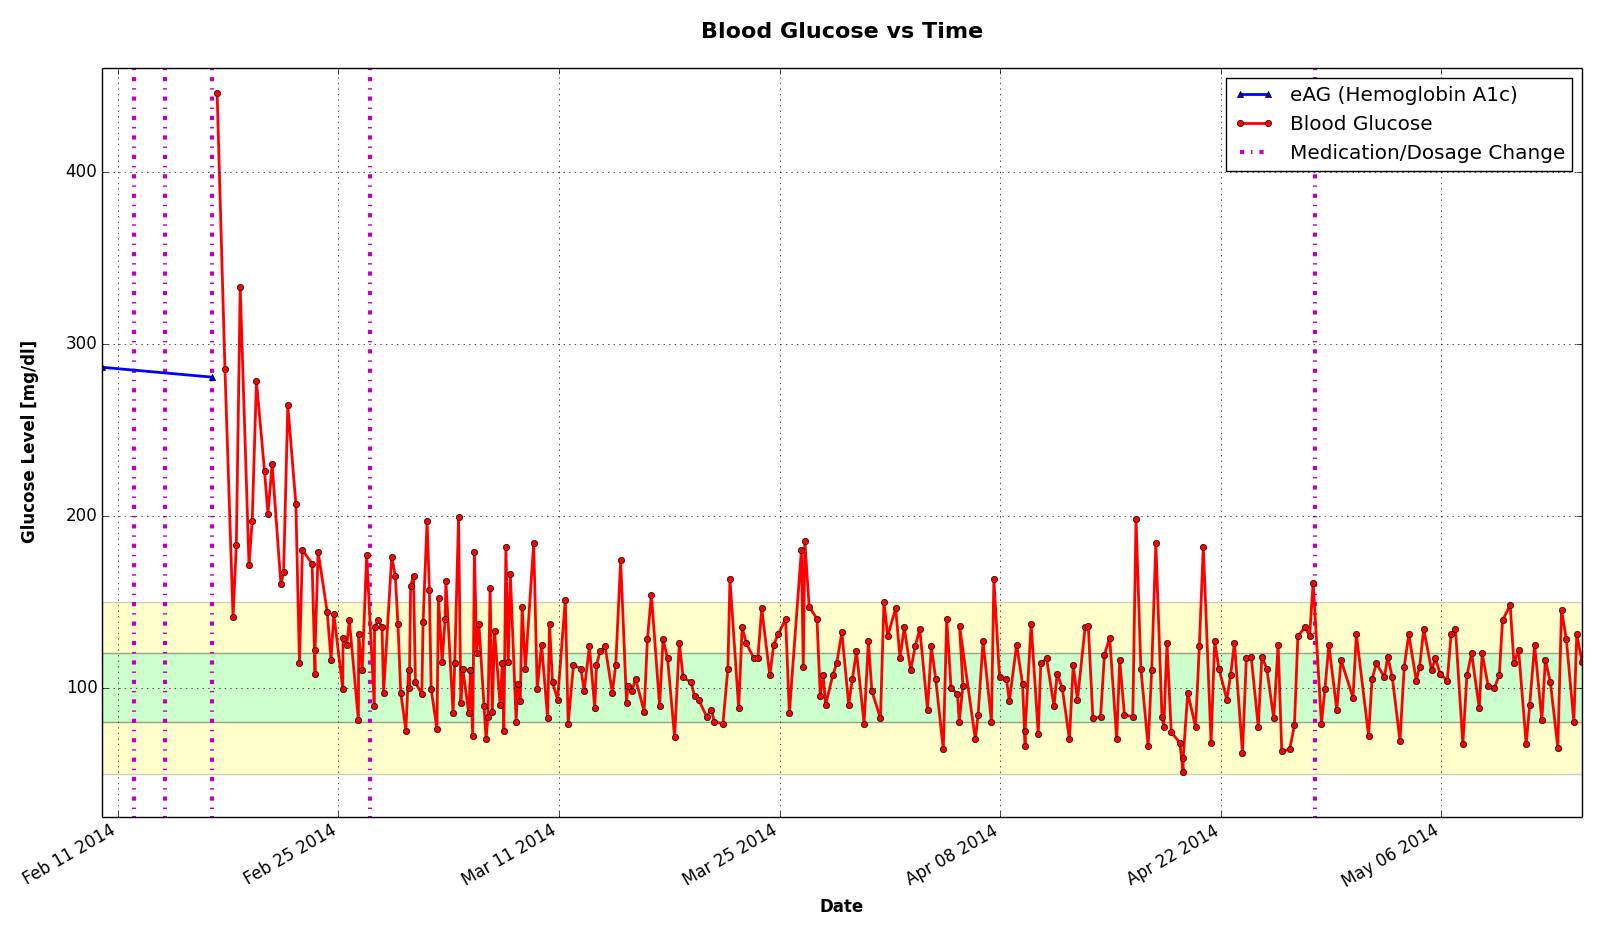 Blood Glucose vs Time
eAG (Hemoglobin A1c)
Blood Glucose
Medication/Dosage Change
400
300
200
100
Glucose Level [mg/dl]
Feb 11 2014
Feb 25 2014
Mar 11 2014
Mar 25 2014
Apr 08 2014
Apr 22 2014
May 06 2014
Date